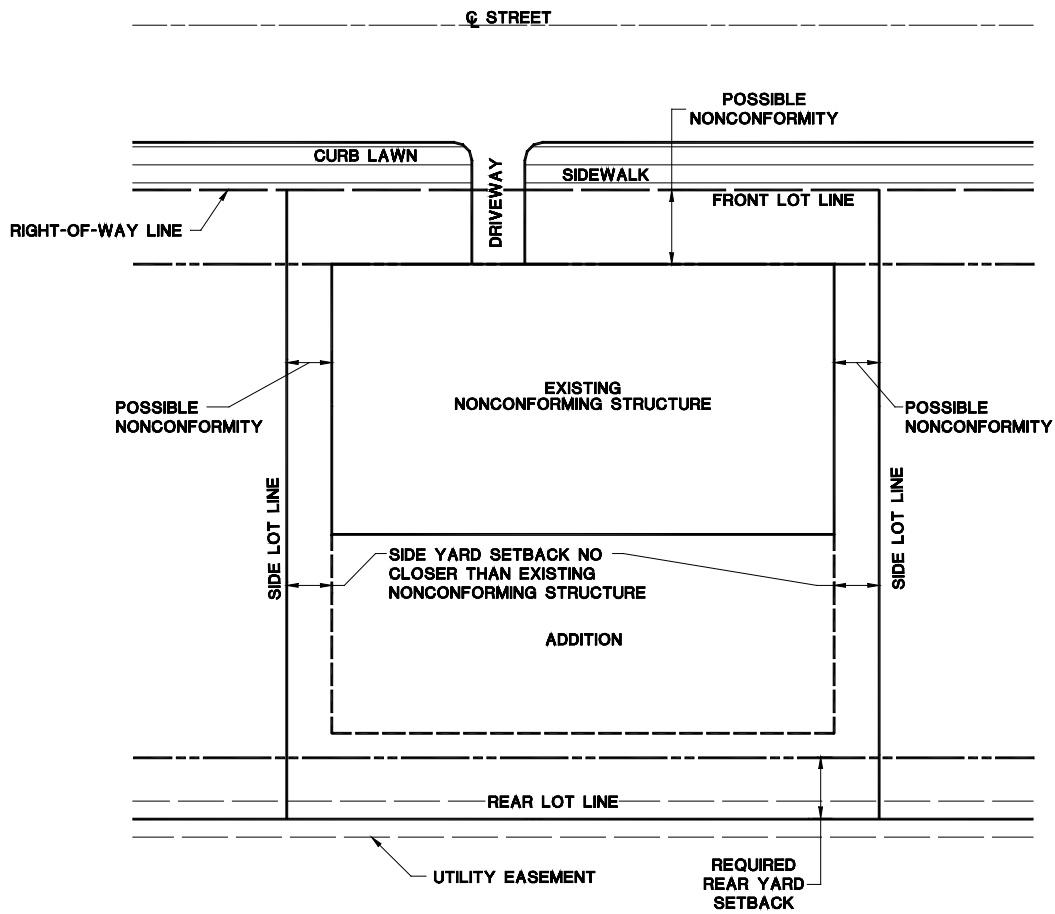 ℄ STREET
POSSIBLE
NONCONFORMITY
CURB LAWN
DRIVEWAY
SIDEWALK
FRONT LOT LINE
RIGHT-OF-WAY LINE
EXISTING
NONCONFORMING STRUCTURE
POSSIBLE
NONCONFORMITY
POSSIBLE
NONCONFORMITY
SIDE LOT LINE
SIDE LOT LINE
SIDE YARD SETBACK NO
CLOSER THAN EXISTING
NONCONFORMING STRUCTURE
ADDITION
REAR LOT LINE
UTILITY EASEMENT
REQUIRED
REAR YARD
SETBACK